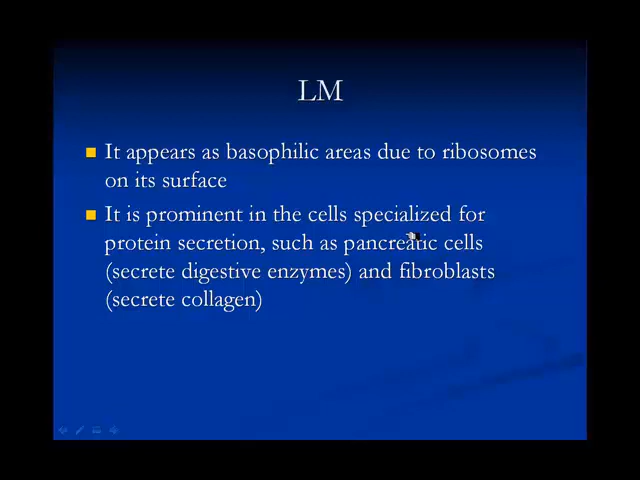 LM
It appears as basophilic areas due to ribosomes
on its surface
It is prominent in the cells specialized for
protein secretion, such as pancreatic cells
(secrete digestive enzymes) and fibroblasts
(secrete collagen)